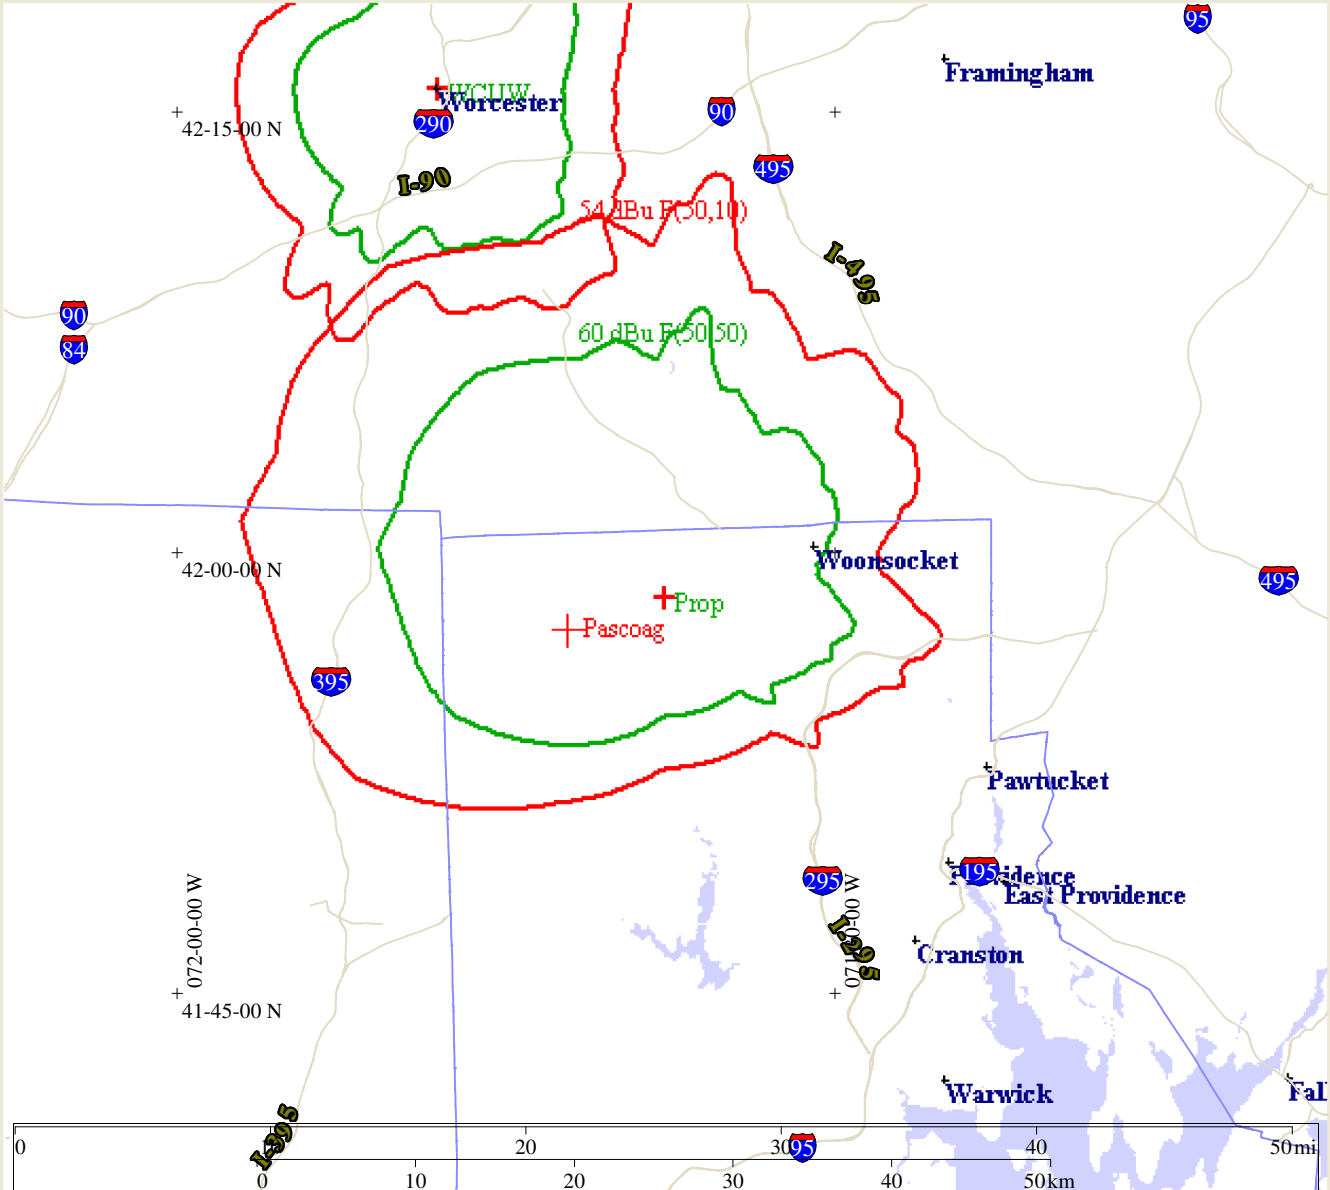 95
Framingham
WCUW
Worcester
90
290
42-15-00 N
495
I-90
54 dBu F(50,10)
I-495
90
60 dBu F(50,50)
84
Woonsocket
42-00-00 N
495
Prop
Pascoag
395
Pawtucket
195
East Providence
295
072-00-00 W
I-295
Cranston
41-45-00 N
Warwick
Fall
I-395
0 20 30 95 40 50mi
0 10 20 30 40 50km